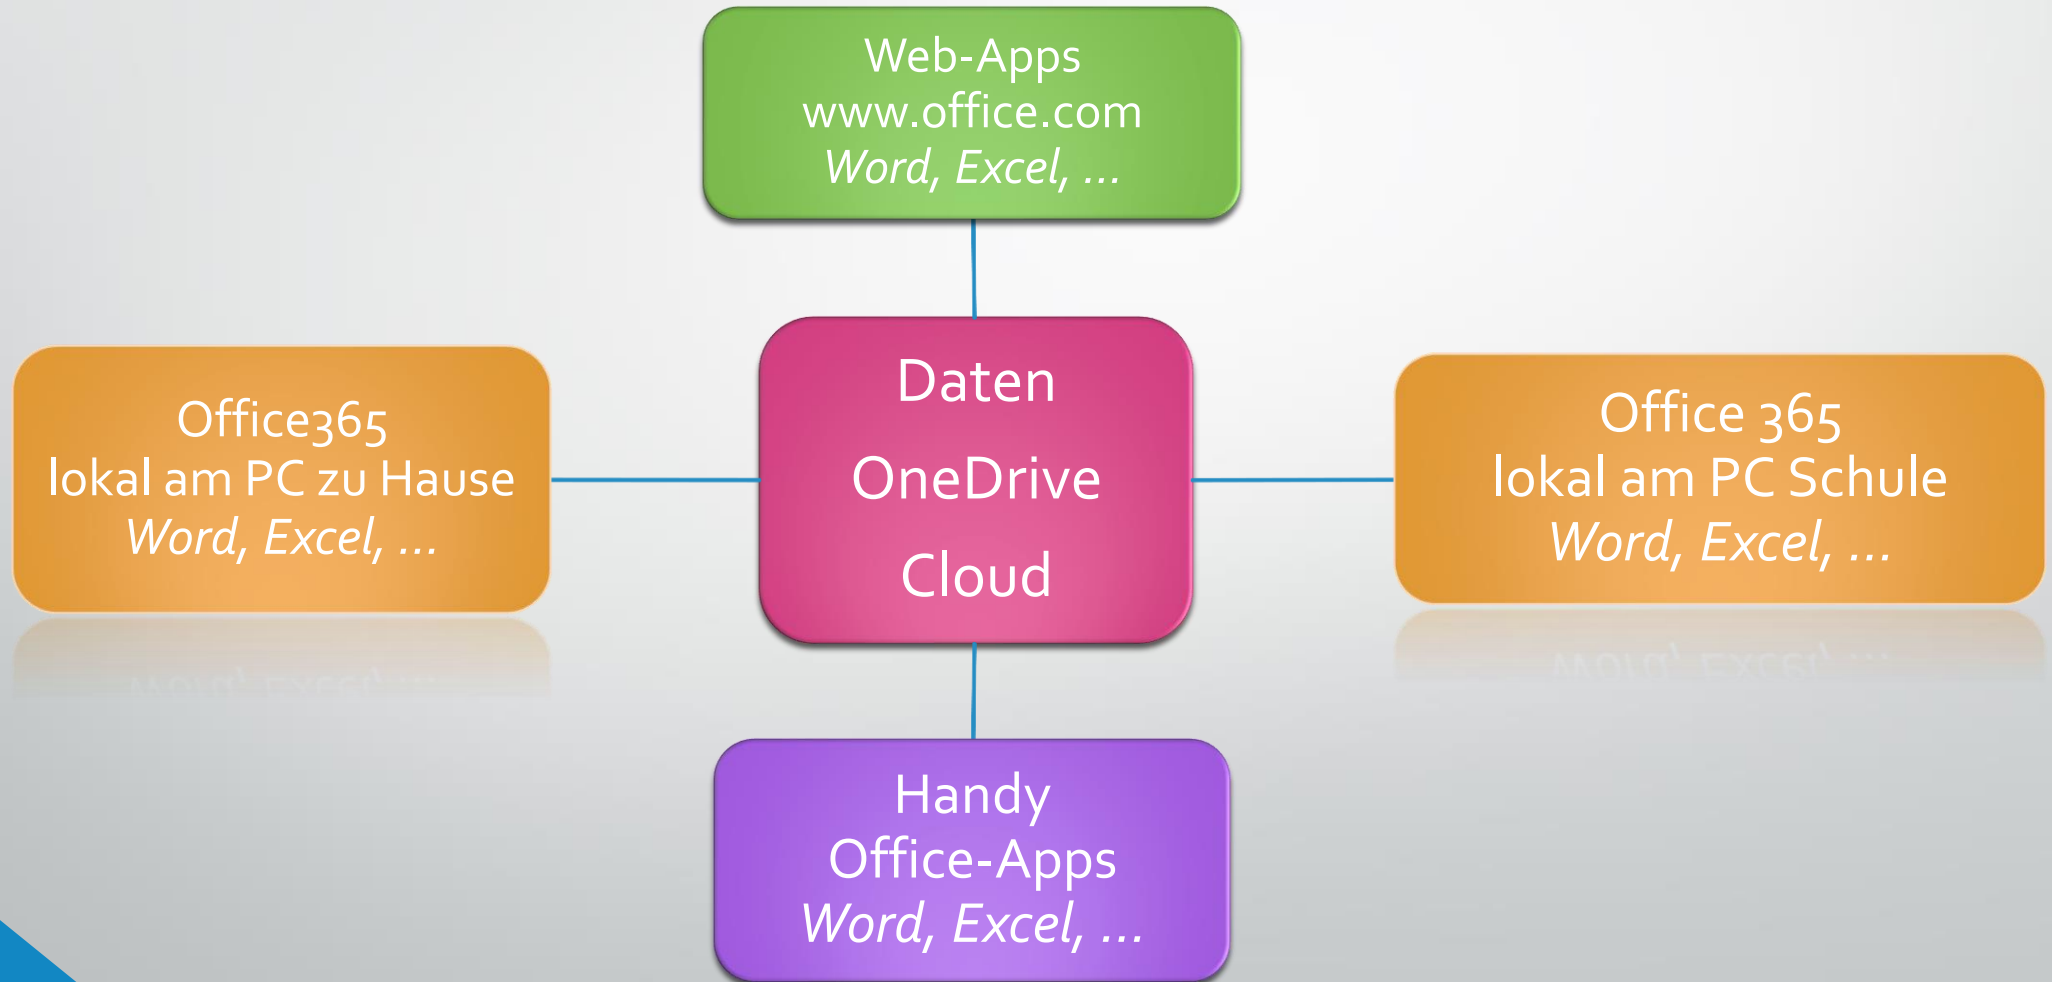 Web-Apps
www.office.com
Word, Excel, ...
Office365
lokal am PC zu Hause
Word, Excel, ...
Daten
OneDrive
Cloud
Office 365
lokal am PC Schule
Word, Excel, ...
Handy
Office-Apps
Word, Excel, ...